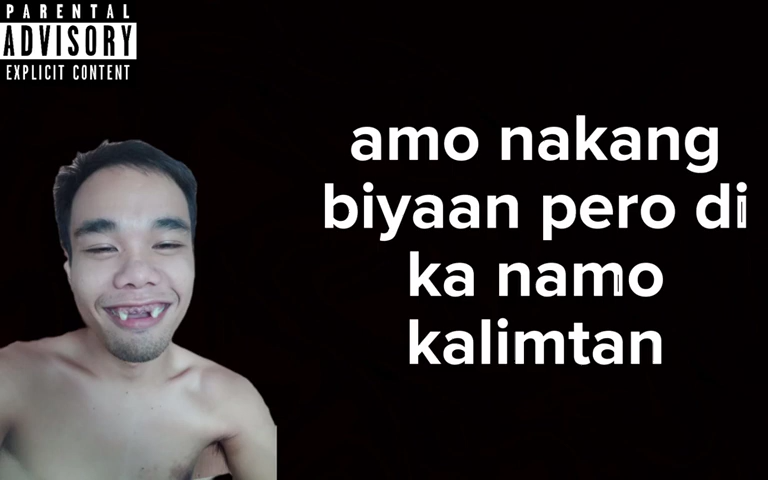 PARENTAL
ADVISORY
EXPLICIT CONTENT
amo nakang
biyaan pero di
ka namo
kalimtan